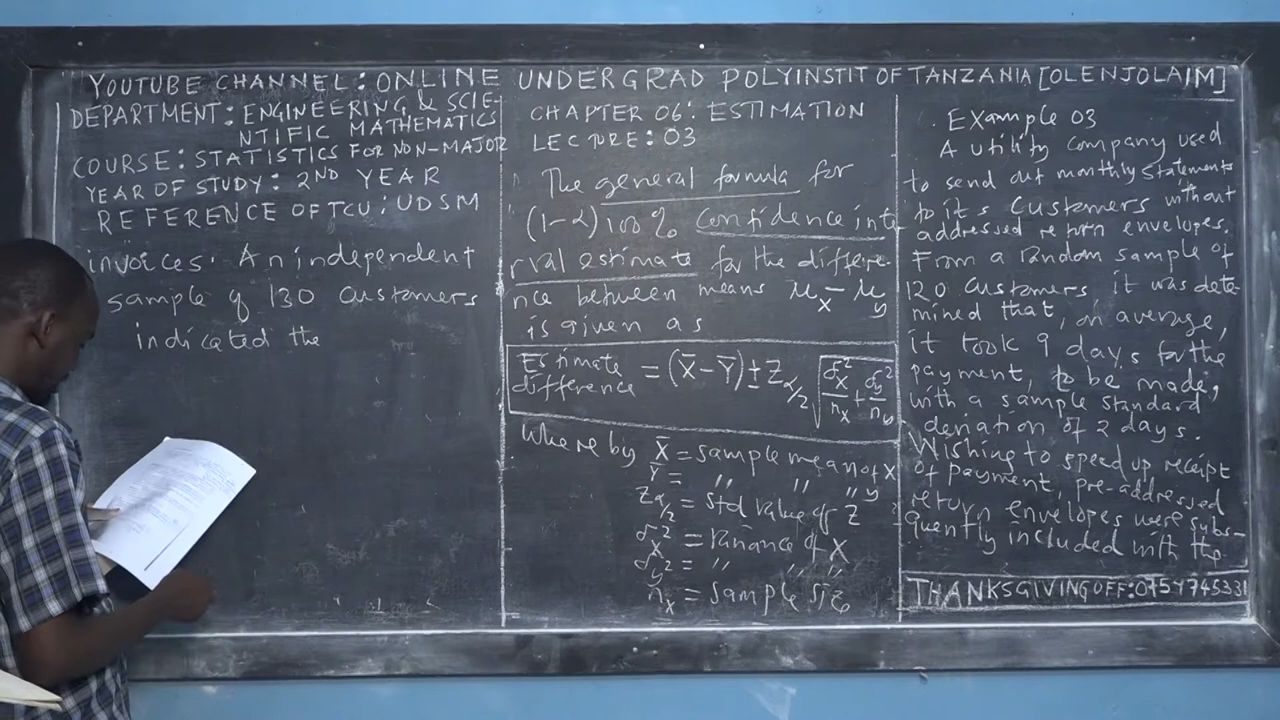 YOUTUBE CHANNEL: ONLINE UNDERGRAD POLYINSTIT OF TANZANIA [OLENJOLAIM]
DEPARTMENT: ENGINEERING & SCIE-
NTIFIC MATHEMATICS
COURSE: STATISTICS FOR NON-MAJOR
YEAR OF STUDY: 2ND YEAR
REFERENCE OF TCU: UDSM
invoices. An independent
sample of 130 customers
indicated the
CHAPTER 06: ESTIMATION
LECTURE: 03
The general formula for
(1-α)100% Confidence inte
rval estimate for the differe-
nce between means μx - μy
is given as
Estimate difference = (X̄-Ȳ) ± Zα/2 √(σx²/nx + σy²/ny)
Where by X̄ = sample mean of X
Ȳ = " " " y
Zα/2 = std value of Z
σx² = variance of X
σy² = " " "
nx = sample size
Example 03
A utility company used
to send out monthly statements
to its customers without
addressed return envelopes.
From a random sample of
120 customers it was dete-
mined that, on average,
it took 9 days for the
payment, to be made,
with a sample standard
deviation of 2 days.
Wishing to speed up receipt
of payment, pre-addressed
return envelopes were subse-
quently included with the
THANKSGIVING OFF: 0757745331